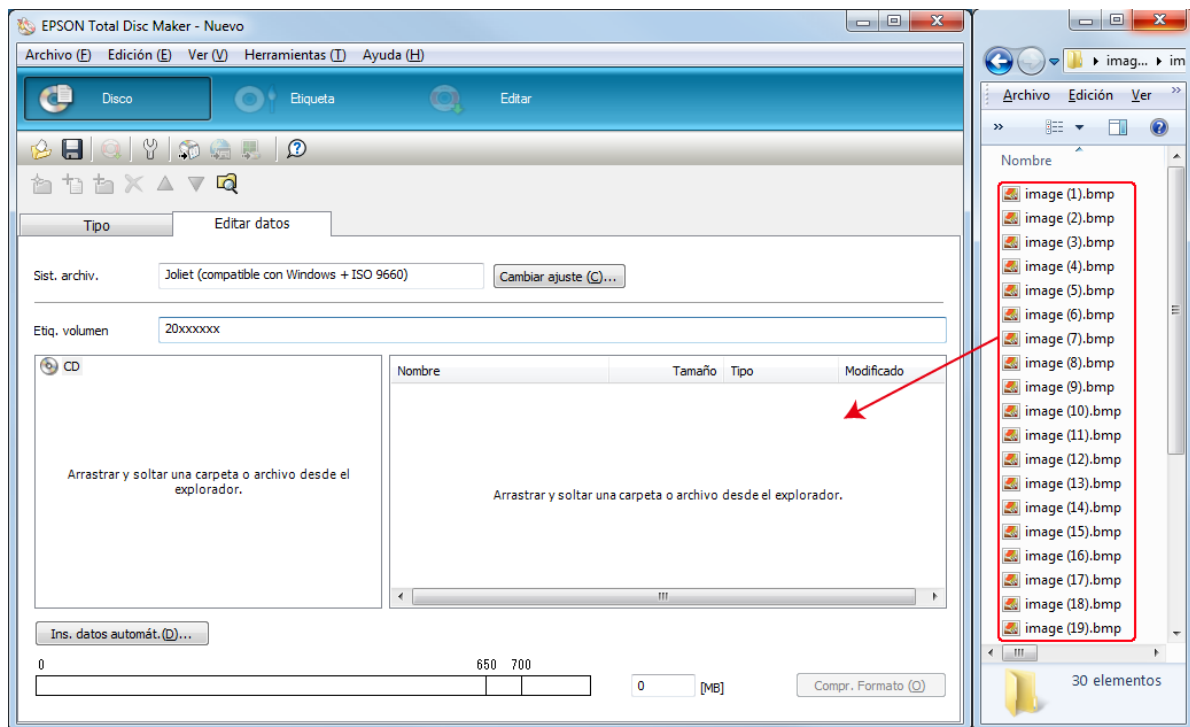 EPSON Total Disc Maker - Nuevo
Archivo (F) Edición (E) Ver (V) Herramientas (T) Ayuda (H)
Disco Etiqueta Editar
Tipo Editar datos
Sist. archiv. Joliet (compatible con Windows + ISO 9660) Cambiar ajuste (C)...
Etiq. volumen 20xxxxxx
CD
Arrastrar y soltar una carpeta o archivo desde el
explorador.
Nombre Tamaño Tipo Modificado
Arrastrar y soltar una carpeta o archivo desde el explorador.
Ins. datos automát.(D)...
0 650 700
0 [MB] Compr. Formato (O)
imag... im
Archivo Edición Ver »
»
Nombre
image (1).bmp
image (2).bmp
image (3).bmp
image (4).bmp
image (5).bmp
image (6).bmp
image (7).bmp
image (8).bmp
image (9).bmp
image (10).bmp
image (11).bmp
image (12).bmp
image (13).bmp
image (14).bmp
image (15).bmp
image (16).bmp
image (17).bmp
image (18).bmp
image (19).bmp
30 elementos